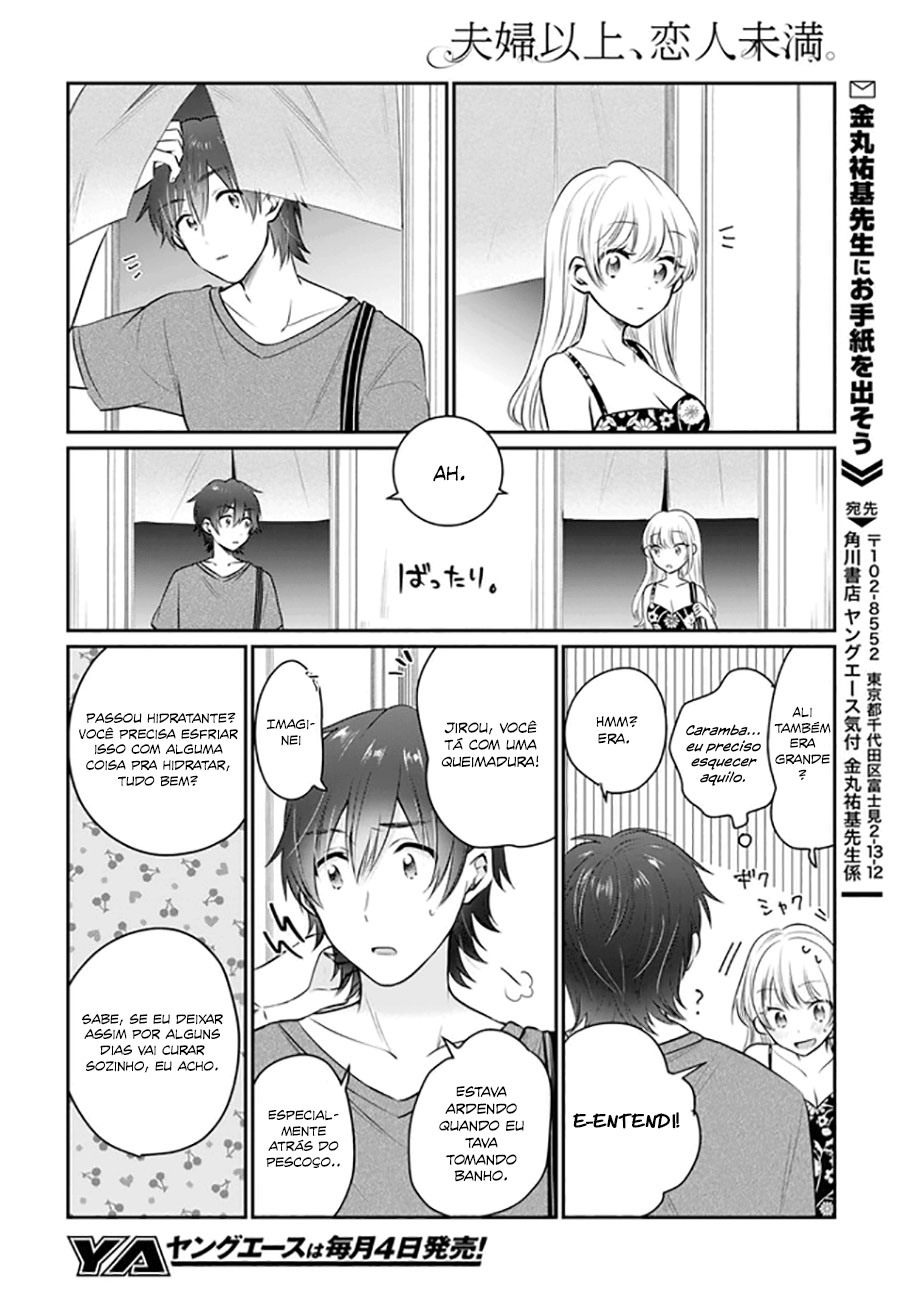 夫婦以上、恋人未満。
金丸祐基先生にお手紙を出そう
宛先
〒102-8552 東京都千代田区富士見2-13-12
角川書店 ヤングエース気付 金丸祐基先生係
AH.
ばったり。
ALI
TAMBÉM
ERA
GRANDE?
Caramba...
eu preciso
esquecer
aquilo.
HMM?
ERA.
ギク
シャク
?
E-ENTENDI!
JIROU, VOCÊ
TÁ COM UMA
QUEIMADURA!
IMAGI-
NEI
ESTAVA
ARDENDO
QUANDO EU
TAVA
TOMANDO
BANHO.
ESPECIAL-
MENTE
ATRÁS DO
PESCOÇO..
PASSOU HIDRATANTE?
VOCÊ PRECISA ESFRIAR
ISSO COM ALGUMA
COISA PRA HIDRATAR,
TUDO BEM?
SABE, SE EU DEIXAR
ASSIM POR ALGUNS
DIAS VAI CURAR
SOZINHO, EU ACHO.
YA ヤングエースは毎月4日発売!